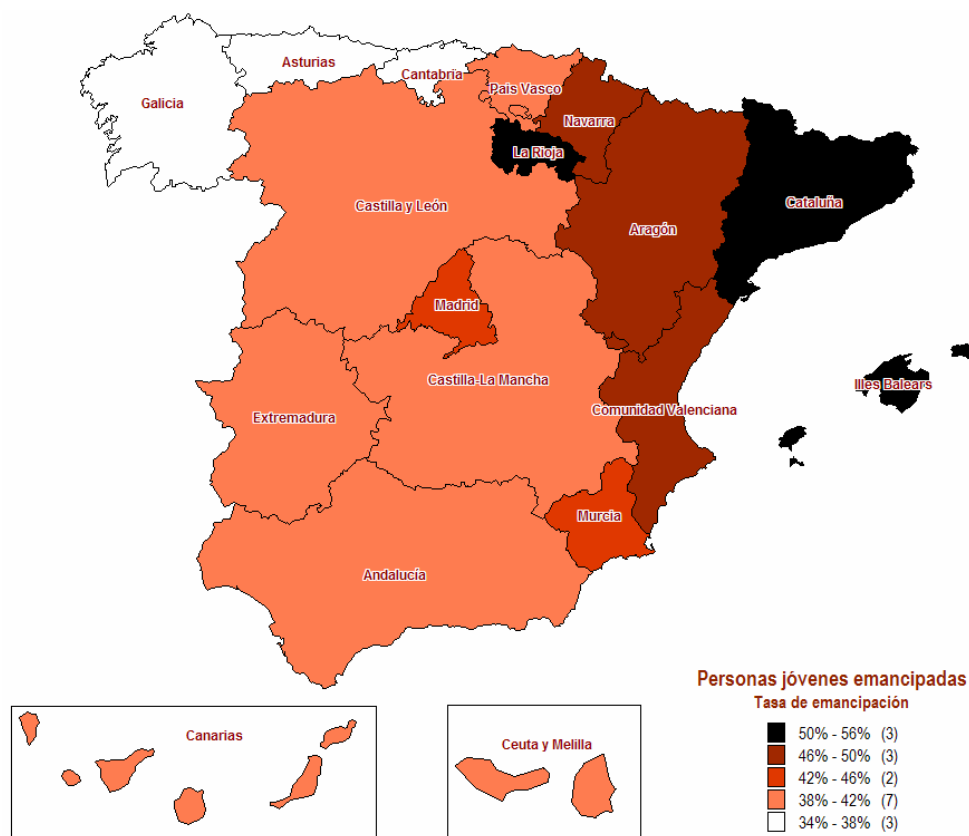 Asturias
Cantabria
Galicia
País Vasco
Navarra
La Rioja
Castilla y León
Cataluña
Aragón
Madrid
Castilla-La Mancha
Illes Balears
Extremadura
Comunidad Valenciana
Murcia
Andalucía
Canarias
Ceuta y Melilla
Personas jóvenes emancipadas
Tasa de emancipación
50% - 56% (3)
46% - 50% (3)
42% - 46% (2)
38% - 42% (7)
34% - 38% (3)